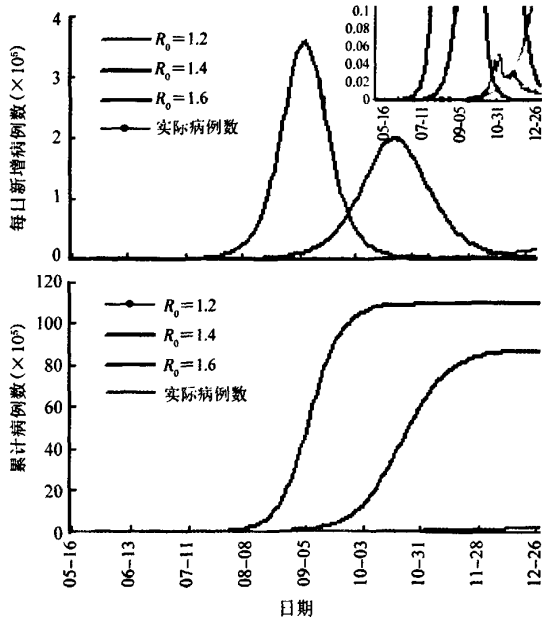 每日新增病例数(×10⁵)
4
3
2
1
0
R₀=1.2
R₀=1.4
R₀=1.6
实际病例数
0.1
0.08
0.06
0.04
0.02
0
05-16
07-11
09-05
10-31
12-26
累计病例数(×10⁵)
120
100
80
60
40
20
0
R₀=1.2
R₀=1.4
R₀=1.6
实际病例数
05-16
06-13
07-11
08-08
09-05
10-03
10-31
11-28
12-26
日期